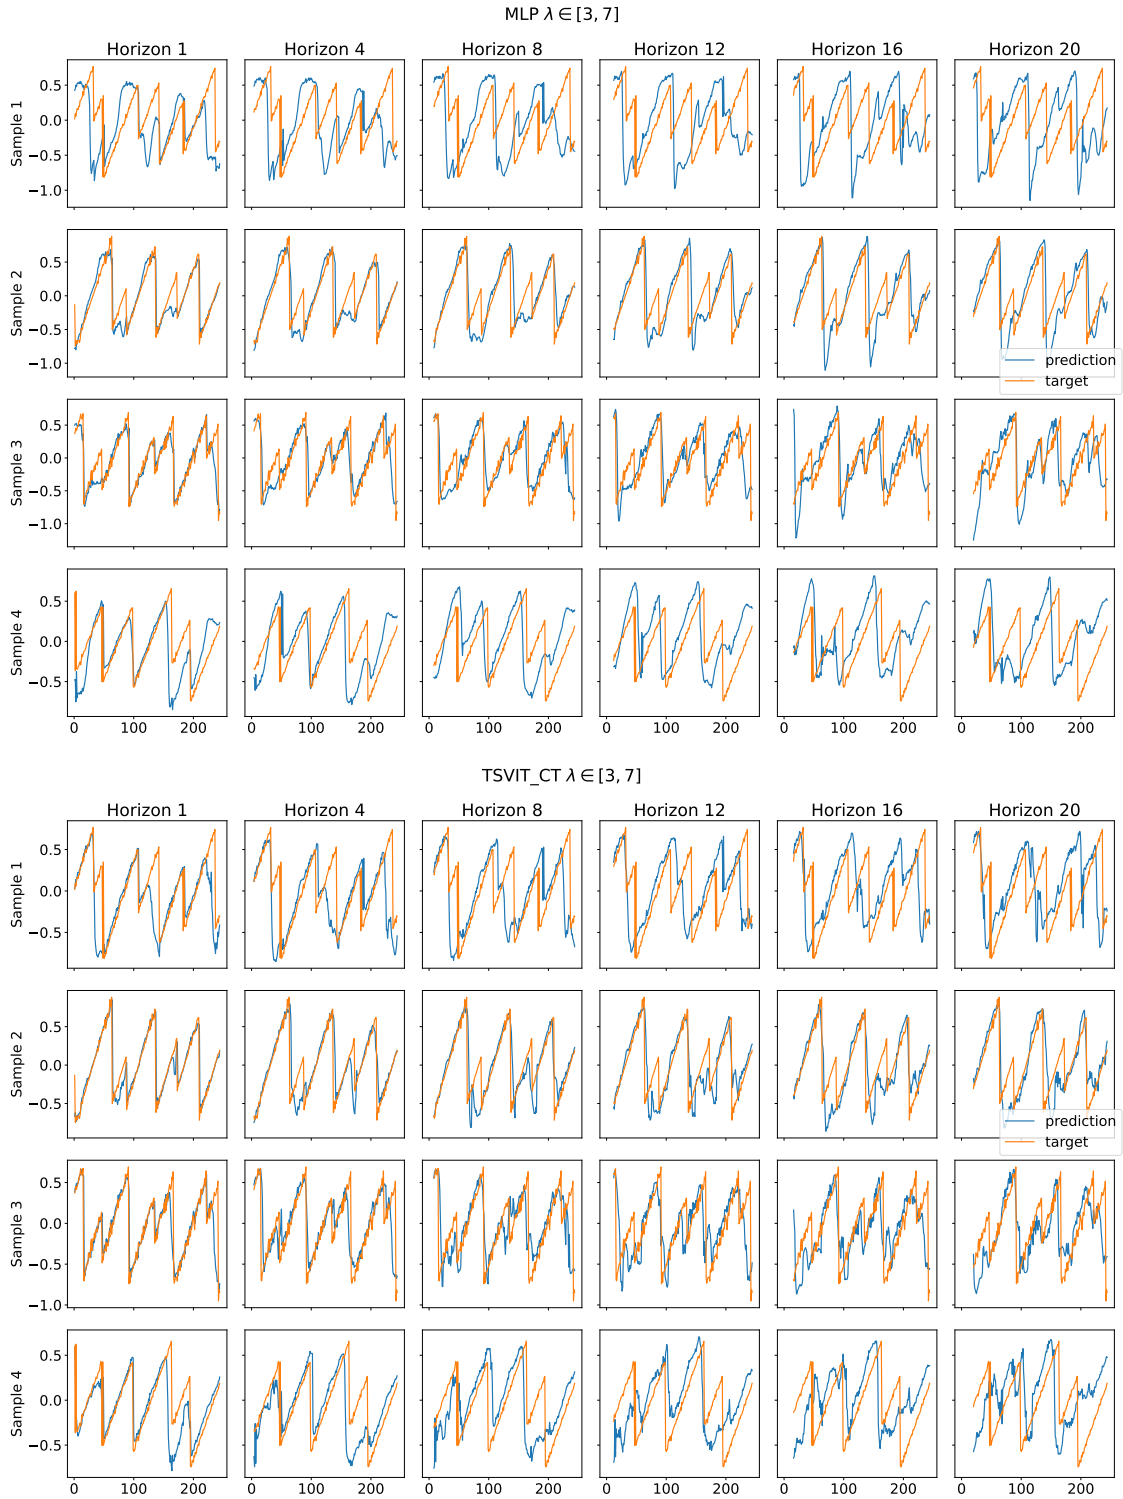 MLP λ ∈ [3, 7]
Horizon 1 Horizon 4 Horizon 8 Horizon 12 Horizon 16 Horizon 20
Sample 1
0.5
0.0
−0.5
−1.0
Sample 2
0.5
0.0
−0.5
−1.0
prediction
target
Sample 3
0.5
0.0
−0.5
−1.0
Sample 4
0.5
0.0
−0.5
0 100 200 0 100 200 0 100 200 0 100 200 0 100 200 0 100 200
TSVIT_CT λ ∈ [3, 7]
Horizon 1 Horizon 4 Horizon 8 Horizon 12 Horizon 16 Horizon 20
Sample 1
0.5
0.0
−0.5
Sample 2
0.5
0.0
−0.5
prediction
target
Sample 3
0.5
0.0
−0.5
−1.0
Sample 4
0.5
0.0
−0.5
0 100 200 0 100 200 0 100 200 0 100 200 0 100 200 0 100 200